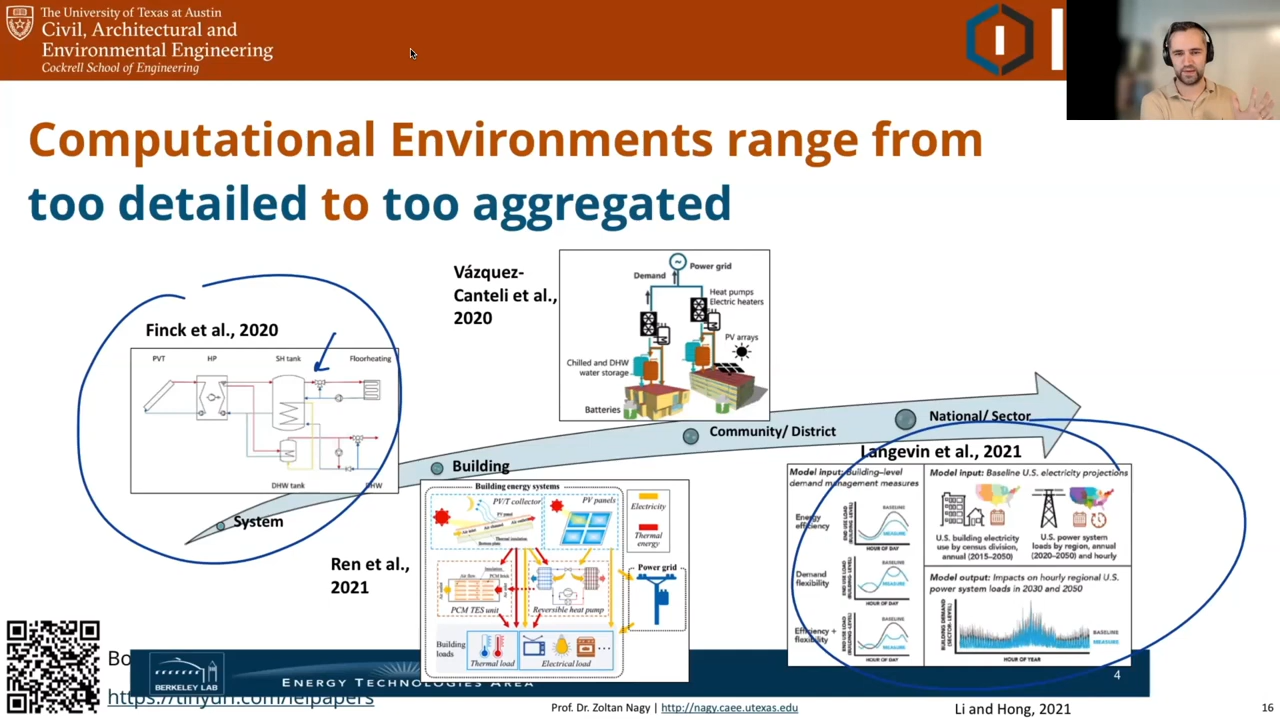 The University of Texas at Austin
Civil, Architectural and
Environmental Engineering
Cockrell School of Engineering
Computational Environments range from
too detailed to too aggregated
Finck et al., 2020
PVT
HP
SH tank
Floorheating
DHW tank
DHW
System
Vázquez-
Canteli et al.,
2020
Power grid
Demand
Heat pumps
Electric heaters
PV arrays
Chilled and DHW
water storage
Batteries
Building
Community/ District
National/ Sector
Ren et al.,
2021
Building energy systems
PV/T collector
PV panels
Electricity
Thermal
energy
Power grid
PCM TES unit
Reversible heat pump
Building
loads
Thermal load
Electrical load
Langevin et al., 2021
Model input: Building-level
demand management measures
Energy
efficiency
BASELINE
MEASURE
HOUR OF DAY
Demand
flexibility
BASELINE
MEASURE
HOUR OF DAY
Efficiency +
flexibility
BASELINE
MEASURE
HOUR OF DAY
Model input: Baseline U.S. electricity projections
U.S. building electricity
use by census division,
annual (2015–2050)
U.S. power system
loads by region, annual
(2020–2050) and hourly
Model output: Impacts on hourly regional U.S.
power system loads in 2030 and 2050
BUILDING DEMAND
(SECTOR-LEVEL)
BASELINE
MEASURE
HOUR OF YEAR
BERKELEY LAB
ENERGY TECHNOLOGIES AREA
4
https://tinyurl.com/ieipapers
Prof. Dr. Zoltan Nagy | http://nagy.caee.utexas.edu
Li and Hong, 2021
16